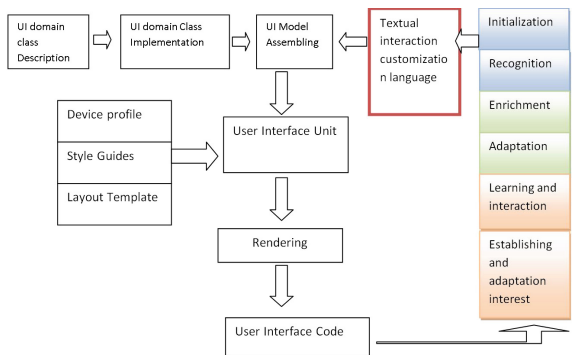 UI domain
class
Description
UI domain Class
Implementation
UI Model
Assembling
Textual
interaction
customizatio
n language
Initialization
Recognition
Enrichment
Adaptation
Learning and
interaction
Establishing
and
adaptation
interest
Device profile
Style Guides
Layout Template
User Interface Unit
Rendering
User Interface Code